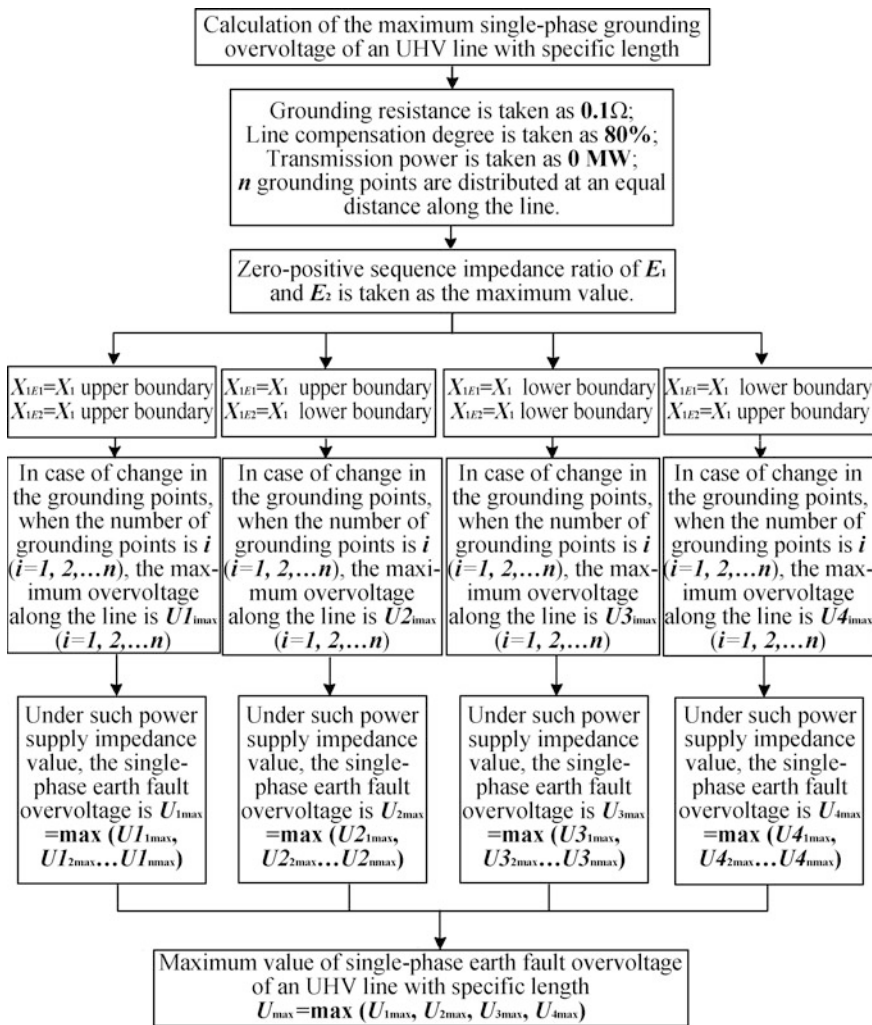 Calculation of the maximum single-phase grounding
overvoltage of an UHV line with specific length
Grounding resistance is taken as 0.1Ω;
Line compensation degree is taken as 80%;
Transmission power is taken as 0 MW;
n grounding points are distributed at an equal
distance along the line.
Zero-positive sequence impedance ratio of E₁
and E₂ is taken as the maximum value.
X1E1=X1 upper boundary
X1E2=X1 upper boundary
X1E1=X1 upper boundary
X1E2=X1 lower boundary
X1E1=X1 lower boundary
X1E2=X1 lower boundary
X1E1=X1 lower boundary
X1E2=X1 upper boundary
In case of change in
the grounding points,
when the number of
grounding points is i
(i=1, 2,…n), the max-
imum overvoltage
along the line is U1imax
(i=1, 2,…n)
In case of change in
the grounding points,
when the number of
grounding points is i
(i=1, 2,…n), the maxi-
mum overvoltage
along the line is U2imax
(i=1, 2,…n)
In case of change in
the grounding points,
when the number of
grounding points is i
(i=1, 2,…n), the max-
imum overvoltage
along the line is U3imax
(i=1, 2,…n)
In case of change in
the grounding points,
when the number of
grounding points is i
(i=1, 2,…n), the max-
imum overvoltage
along the line is U4imax
(i=1, 2,…n)
Under such power
supply impedance
value, the single-
phase earth fault
overvoltage is U1max
=max (U11max,
U12max…U1nmax)
Under such power
supply impedance
value, the single-
phase earth fault
overvoltage is U2max
=max (U21max,
U22max…U2nmax)
Under such power
supply impedance
value, the single-
phase earth fault
overvoltage is U3max
=max (U31max,
U32max…U3nmax)
Under such power
supply impedance
value, the single-
phase earth fault
overvoltage is U4max
=max (U41max,
U42max…U4nmax)
Maximum value of single-phase earth fault overvoltage
of an UHV line with specific length
Umax=max (U1max, U2max, U3max, U4max)